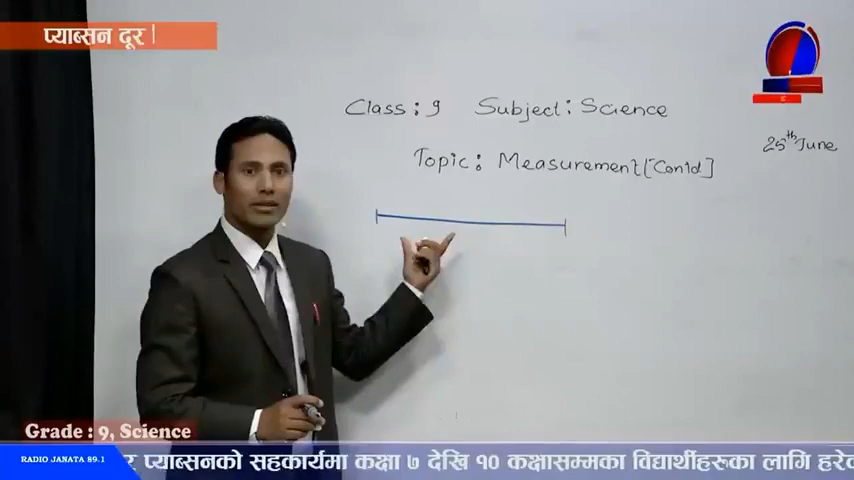 प्याब्सन दूर
Class: 9 Subject: Science
25th June
Topic: Measurement [Contd]
Grade : 9, Science
RADIO JANATA 89.1
र प्याब्सनको सहकार्यमा कक्षा ७ देखि १० कक्षासम्मका विद्यार्थीहरुका लागि हरे